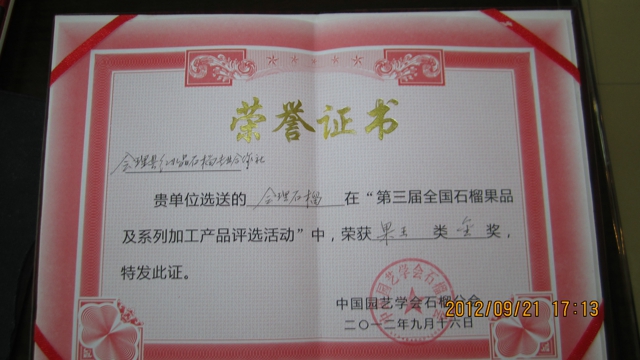 荣誉证书
会理县红水晶石榴专业合作社
贵单位选送的 会理石榴 在“第三届全国石榴果品
及系列加工产品评选活动”中，荣获 果王 类 金 奖，
特发此证。
中国园艺学会石榴分会
二〇一二年九月十六日
2012/09/21 17:13